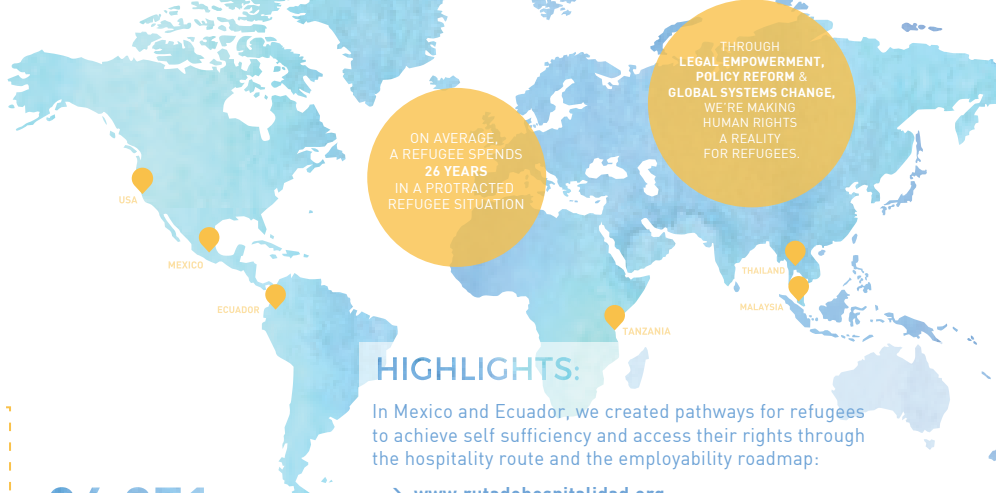 THROUGH
LEGAL EMPOWERMENT,
POLICY REFORM &
GLOBAL SYSTEMS CHANGE,
WE'RE MAKING
HUMAN RIGHTS
A REALITY
FOR REFUGEES.
ON AVERAGE,
A REFUGEE SPENDS
26 YEARS
IN A PROTRACTED
REFUGEE SITUATION
USA
MEXICO
ECUADOR
THAILAND
MALAYSIA
TANZANIA
HIGHLIGHTS:
In Mexico and Ecuador, we created pathways for refugees
to achieve self sufficiency and access their rights through
the hospitality route and the employability roadmap:
www.rutadehospitalidad.org